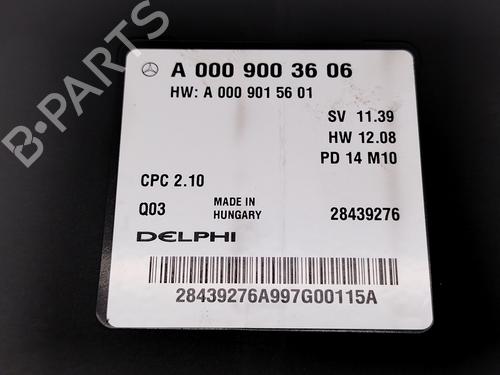 B-PARTS
A 000 900 36 06
HW: A 000 901 56 01
SV 11.39
HW 12.08
PD 14 M10
CPC 2.10
Q03
MADE IN
HUNGARY
28439276
DELPHI
28439276A997G00115A